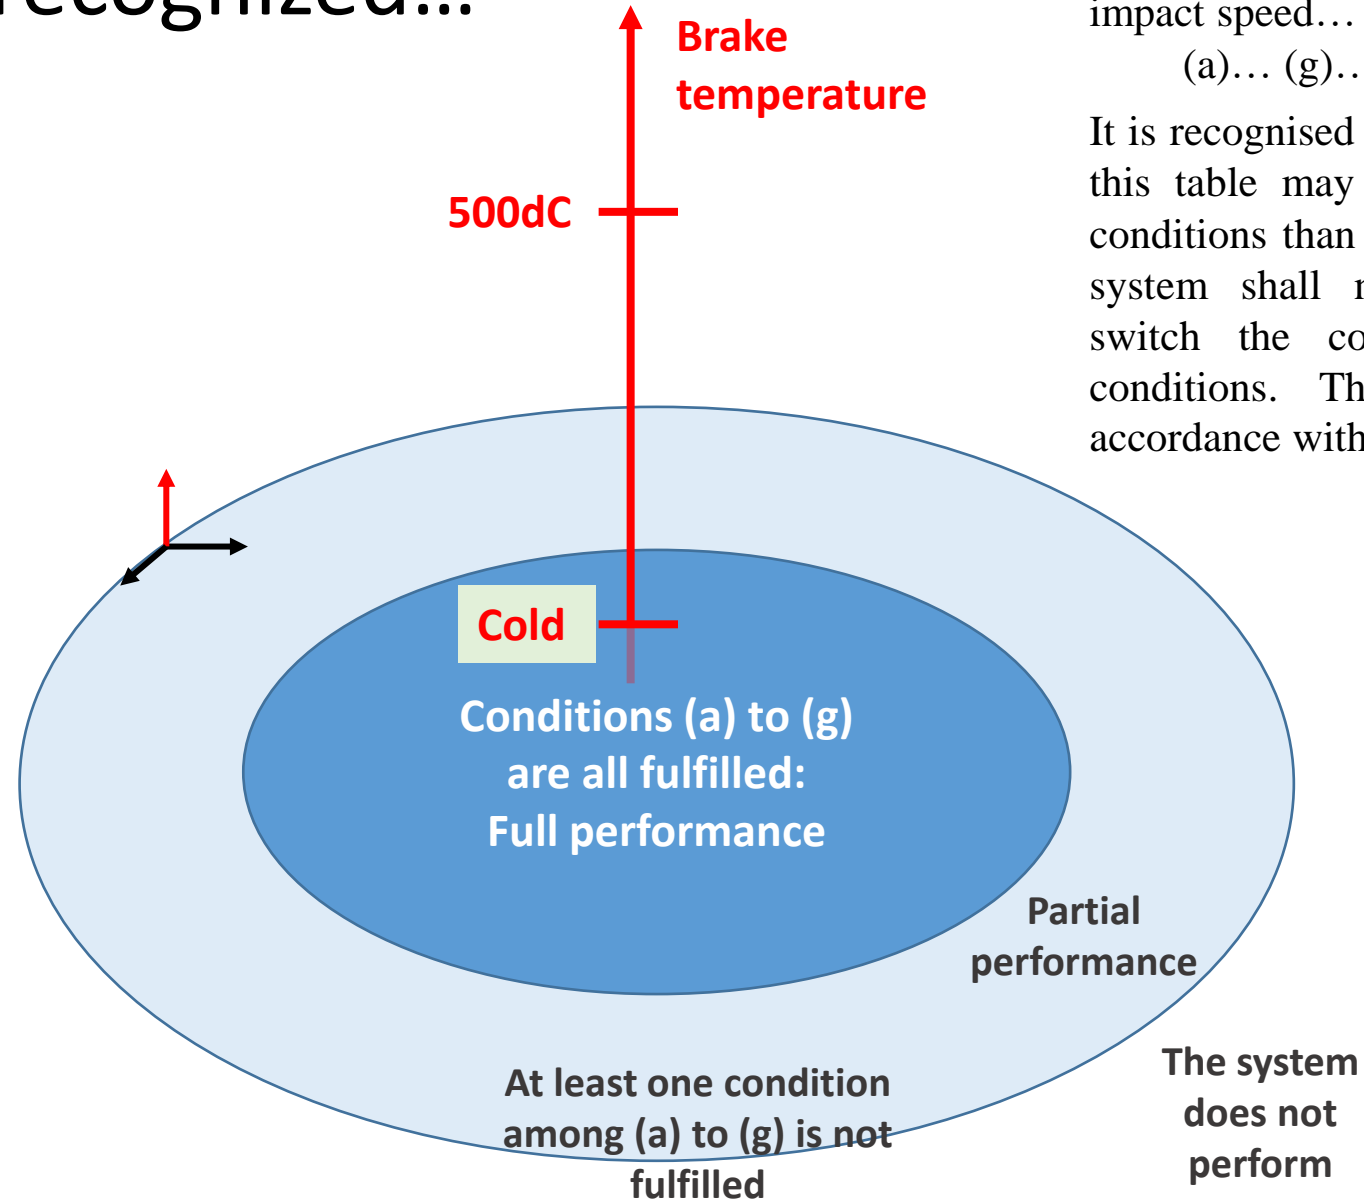 recognized…
impact speed…
(a)… (g)…
It is recognised
this table may
conditions than
system shall
switch the
conditions.
accordance with
Brake
temperature
500dC
Cold
Conditions (a) to (g)
are all fulfilled:
Full performance
Partial
performance
At least one condition
among (a) to (g) is not
fulfilled
The system
does not
perform